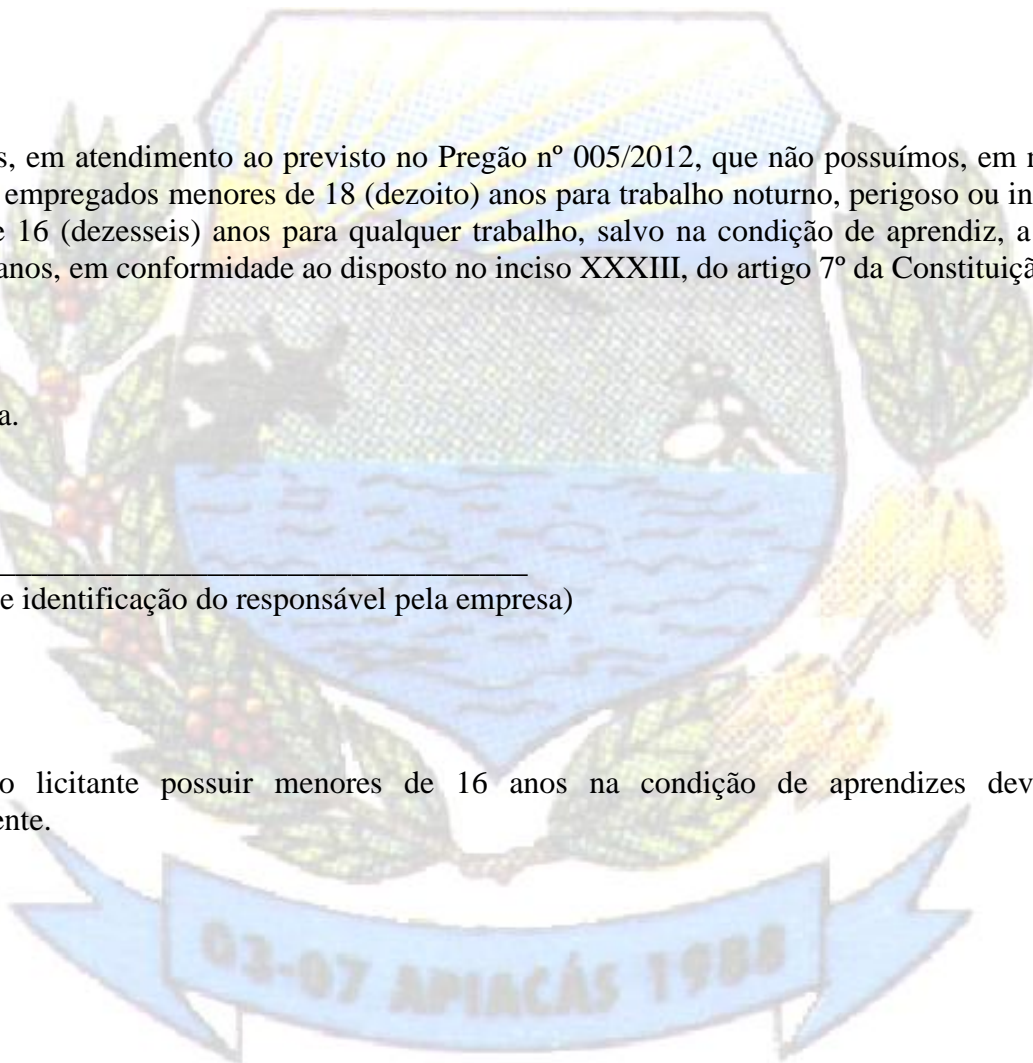 s, em atendimento ao previsto no Pregão nº 005/2012, que não possuímos, em
empregados menores de 18 (dezoito) anos para trabalho noturno, perigoso ou in
e 16 (dezesseis) anos para qualquer trabalho, salvo na condição de aprendiz, a
anos, em conformidade ao disposto no inciso XXXIII, do artigo 7º da Constituiçã
a.
e identificação do responsável pela empresa)
o licitante possuir menores de 16 anos na condição de aprendizes dev
ente.
03-07 APIACÁS 1988